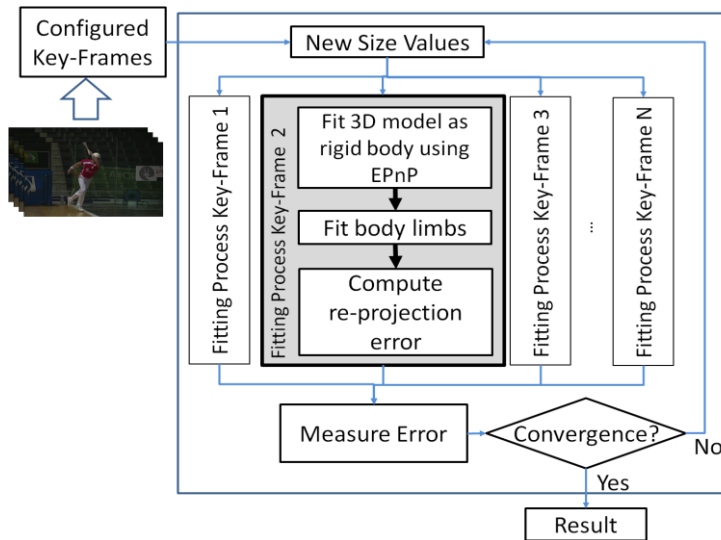 Configured
Key-Frames
New Size Values
Fitting Process Key-Frame 1
Fitting Process Key-Frame 2
Fit 3D model as
rigid body using
EPnP
Fit body limbs
Compute
re-projection
error
Fitting Process Key-Frame 3
...
Fitting Process Key-Frame N
Measure Error
Convergence?
No
Yes
Result